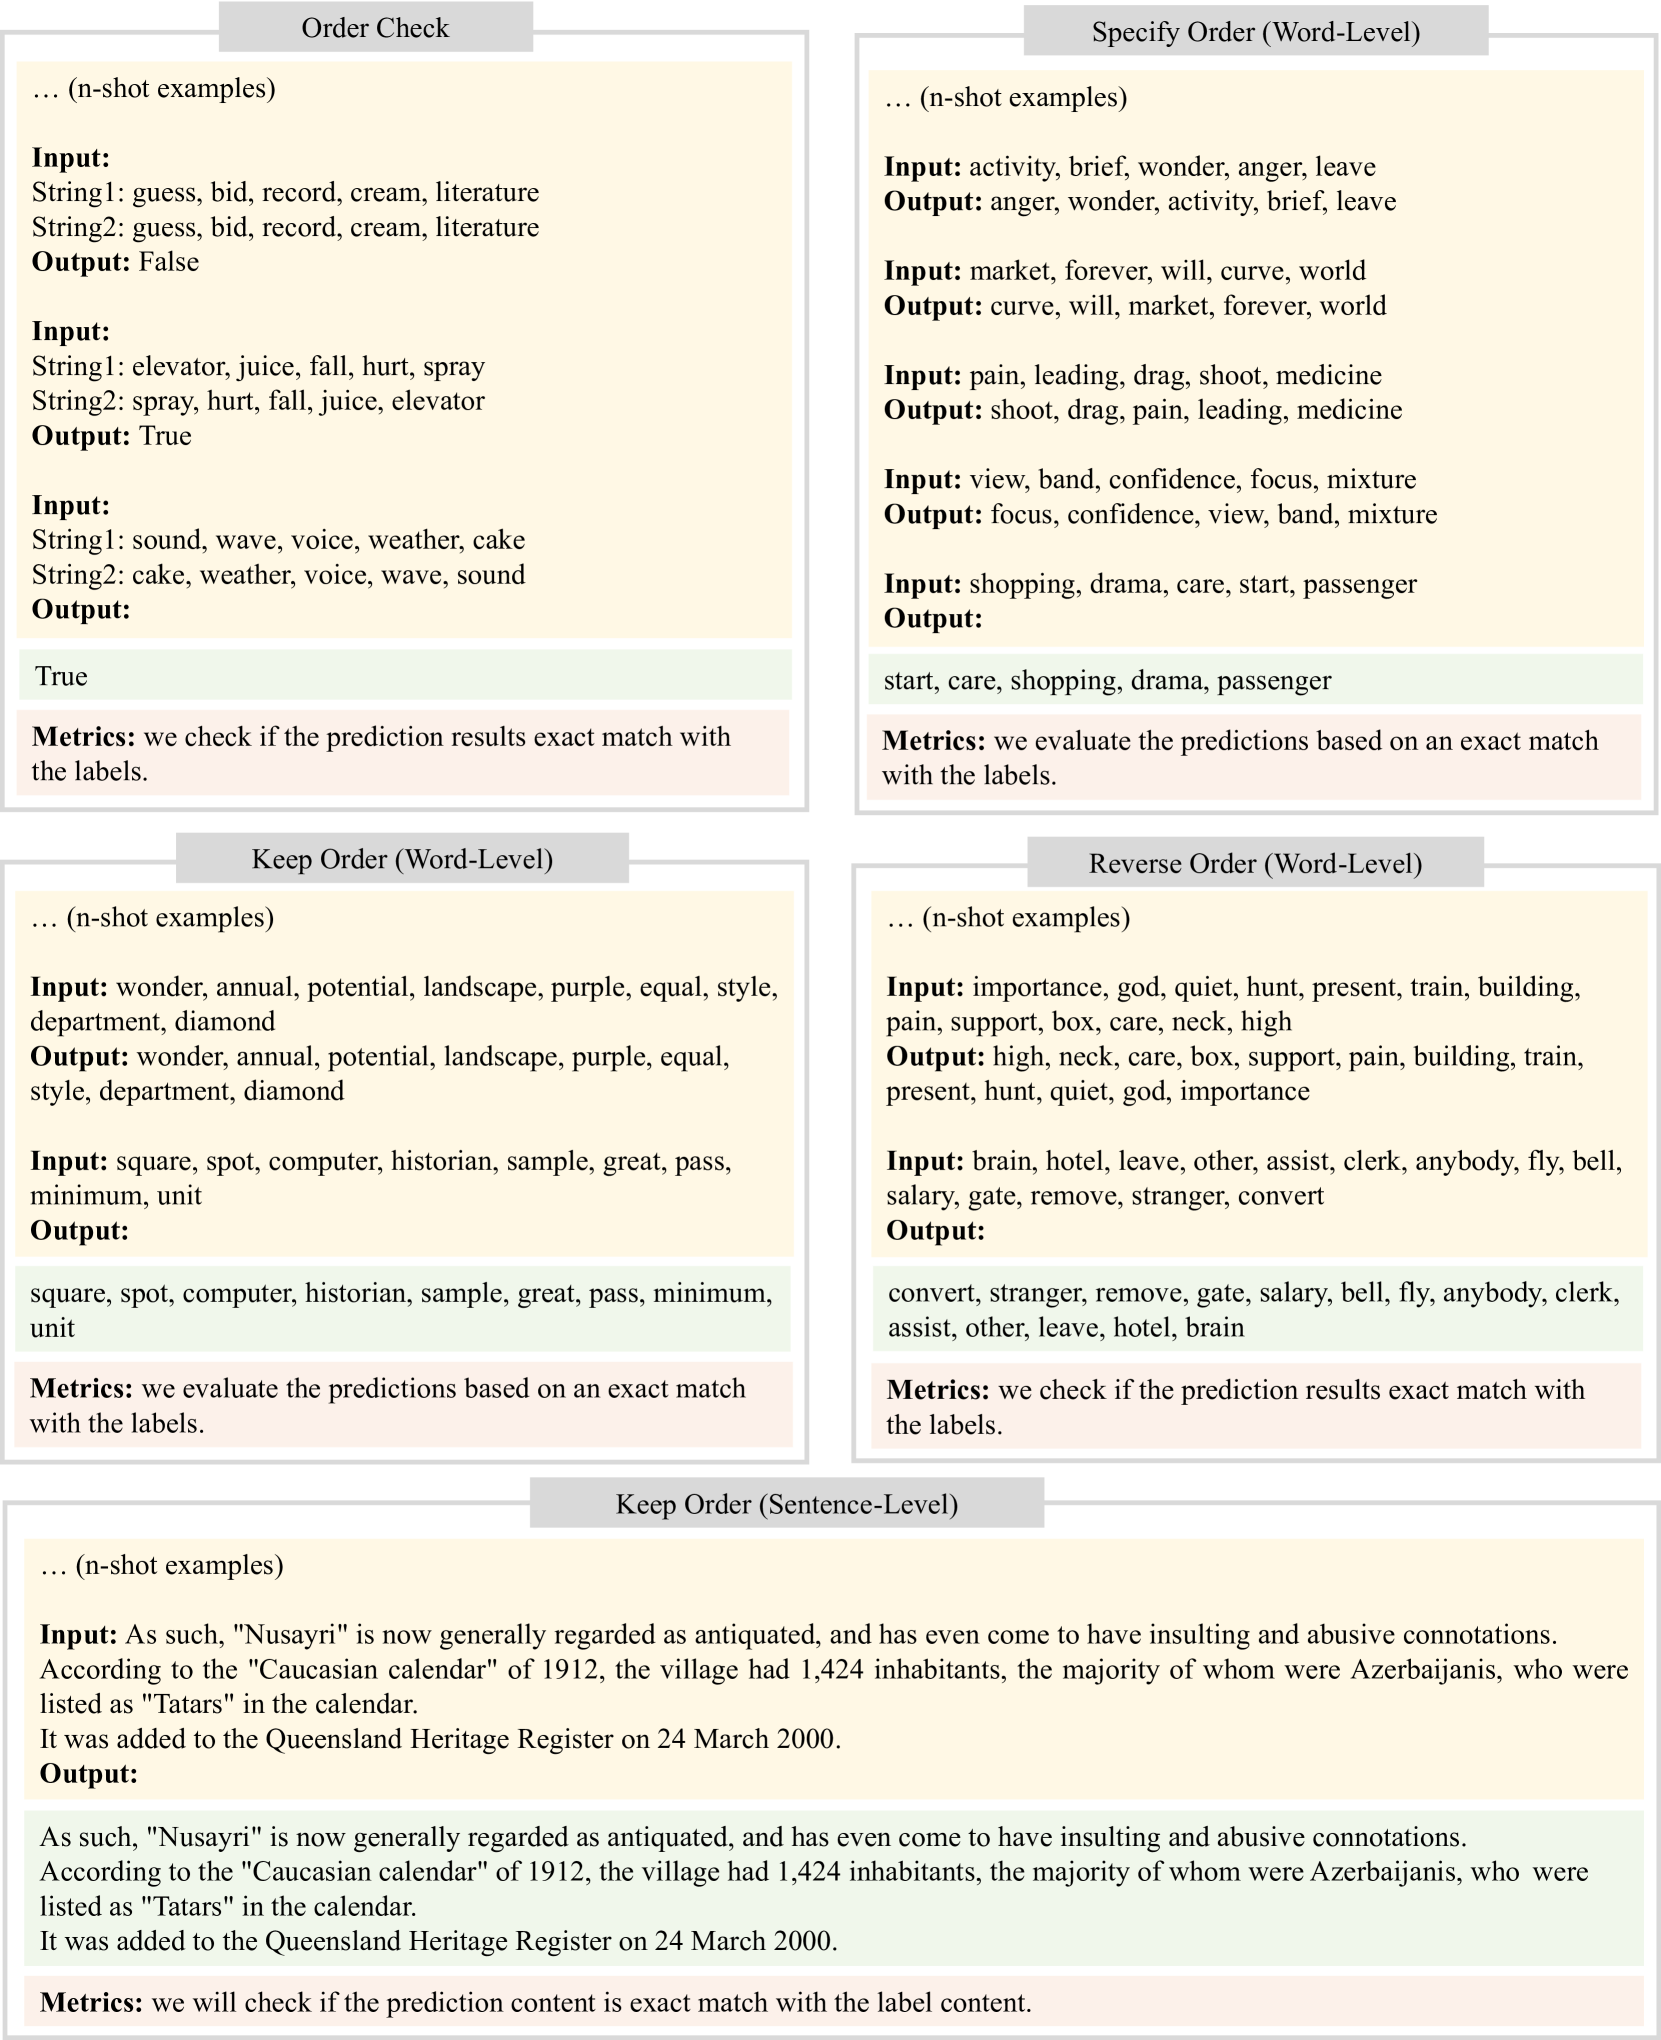 Order Check
… (n-shot examples)
Input:
String1: guess, bid, record, cream, literature
String2: guess, bid, record, cream, literature
Output: False
Input:
String1: elevator, juice, fall, hurt, spray
String2: spray, hurt, fall, juice, elevator
Output: True
Input:
String1: sound, wave, voice, weather, cake
String2: cake, weather, voice, wave, sound
Output:
True
Metrics: we check if the prediction results exact match with
the labels.
Specify Order (Word-Level)
… (n-shot examples)
Input: activity, brief, wonder, anger, leave
Output: anger, wonder, activity, brief, leave
Input: market, forever, will, curve, world
Output: curve, will, market, forever, world
Input: pain, leading, drag, shoot, medicine
Output: shoot, drag, pain, leading, medicine
Input: view, band, confidence, focus, mixture
Output: focus, confidence, view, band, mixture
Input: shopping, drama, care, start, passenger
Output:
start, care, shopping, drama, passenger
Metrics: we evaluate the predictions based on an exact match
with the labels.
Keep Order (Word-Level)
… (n-shot examples)
Input: wonder, annual, potential, landscape, purple, equal, style,
department, diamond
Output: wonder, annual, potential, landscape, purple, equal,
style, department, diamond
Input: square, spot, computer, historian, sample, great, pass,
minimum, unit
Output:
square, spot, computer, historian, sample, great, pass, minimum,
unit
Metrics: we evaluate the predictions based on an exact match
with the labels.
Reverse Order (Word-Level)
… (n-shot examples)
Input: importance, god, quiet, hunt, present, train, building,
pain, support, box, care, neck, high
Output: high, neck, care, box, support, pain, building, train,
present, hunt, quiet, god, importance
Input: brain, hotel, leave, other, assist, clerk, anybody, fly, bell,
salary, gate, remove, stranger, convert
Output:
convert, stranger, remove, gate, salary, bell, fly, anybody, clerk,
assist, other, leave, hotel, brain
Metrics: we check if the prediction results exact match with
the labels.
Keep Order (Sentence-Level)
… (n-shot examples)
Input: As such, "Nusayri" is now generally regarded as antiquated, and has even come to have insulting and abusive connotations.
According to the "Caucasian calendar" of 1912, the village had 1,424 inhabitants, the majority of whom were Azerbaijanis, who were
listed as "Tatars" in the calendar.
It was added to the Queensland Heritage Register on 24 March 2000.
Output:
As such, "Nusayri" is now generally regarded as antiquated, and has even come to have insulting and abusive connotations.
According to the "Caucasian calendar" of 1912, the village had 1,424 inhabitants, the majority of whom were Azerbaijanis, who were
listed as "Tatars" in the calendar.
It was added to the Queensland Heritage Register on 24 March 2000.
Metrics: we will check if the prediction content is exact match with the label content.